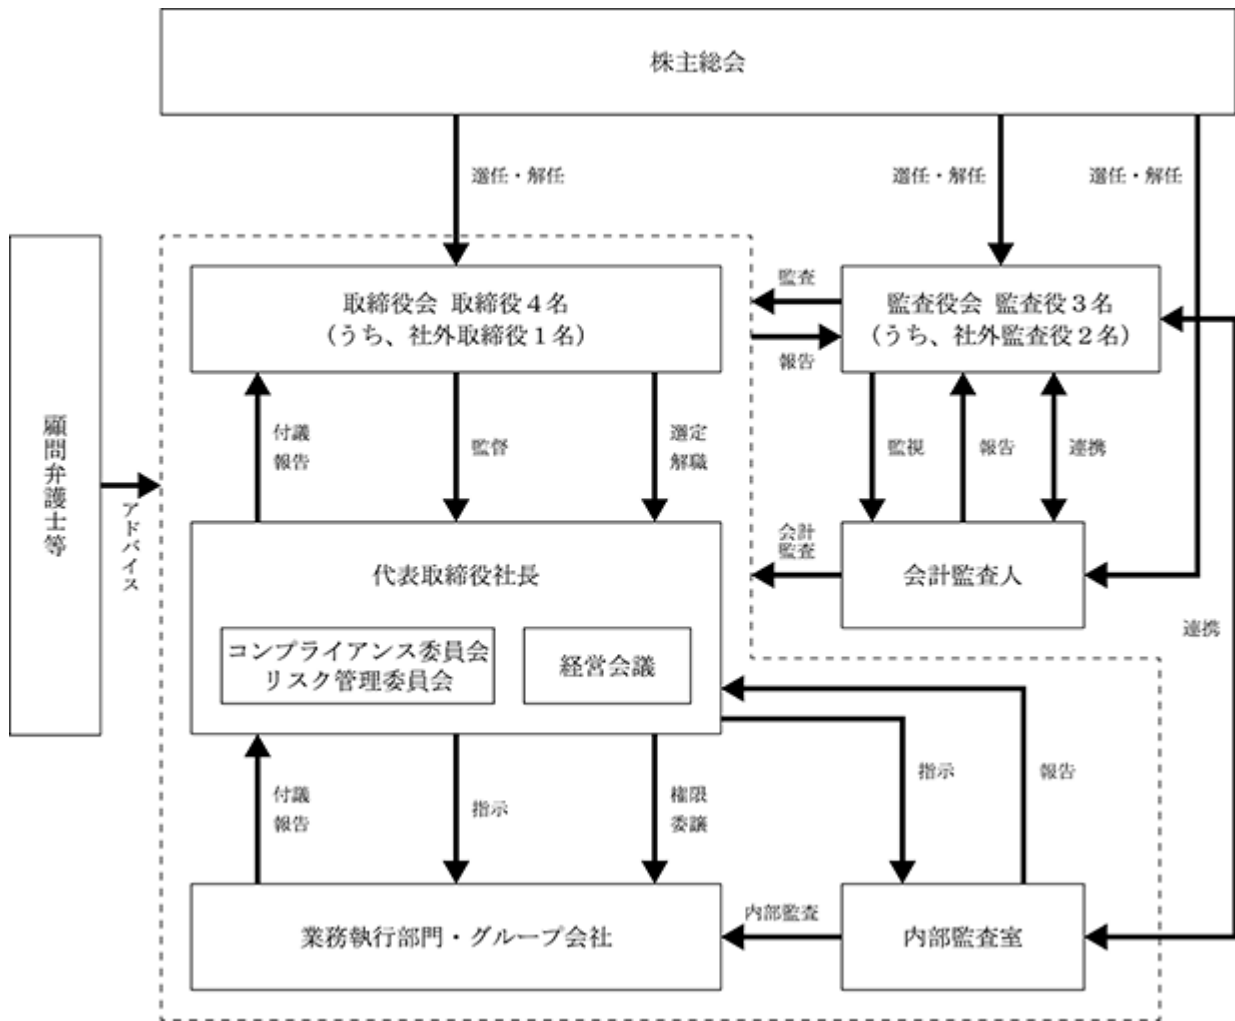 株主総会
選任・解任
選任・解任
選任・解任
取締役会 取締役4名
(うち、社外取締役1名)
監査
報告
監査役会 監査役3名
(うち、社外監査役2名)
顧問弁護士等
アドバイス
付議
報告
監督
選定
解職
監視
報告
連携
代表取締役社長
コンプライアンス委員会
リスク管理委員会
経営会議
会計
監査
会計監査人
連携
付議
報告
指示
権限
委譲
指示
報告
業務執行部門・グループ会社
内部監査
内部監査室